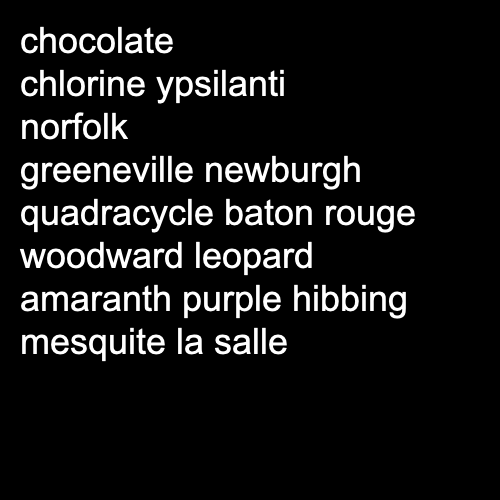 chocolate
chlorine ypsilanti
norfolk
greeneville newburgh
quadracycle baton rouge
woodward leopard
amaranth purple hibbing
mesquite la salle